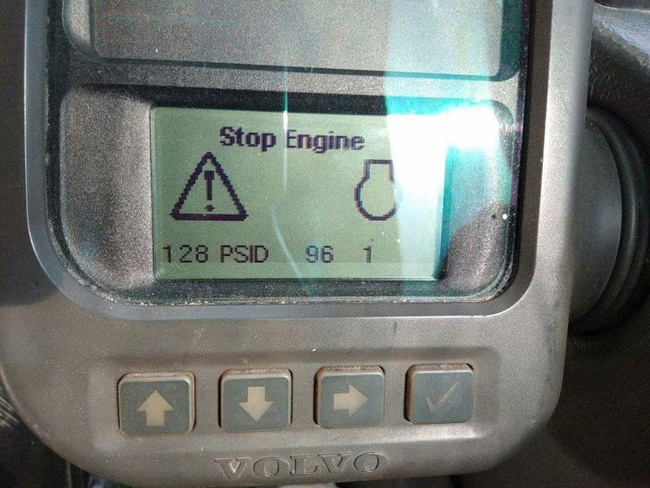 Stop Engine
128 PSID 96 1
VOLVO